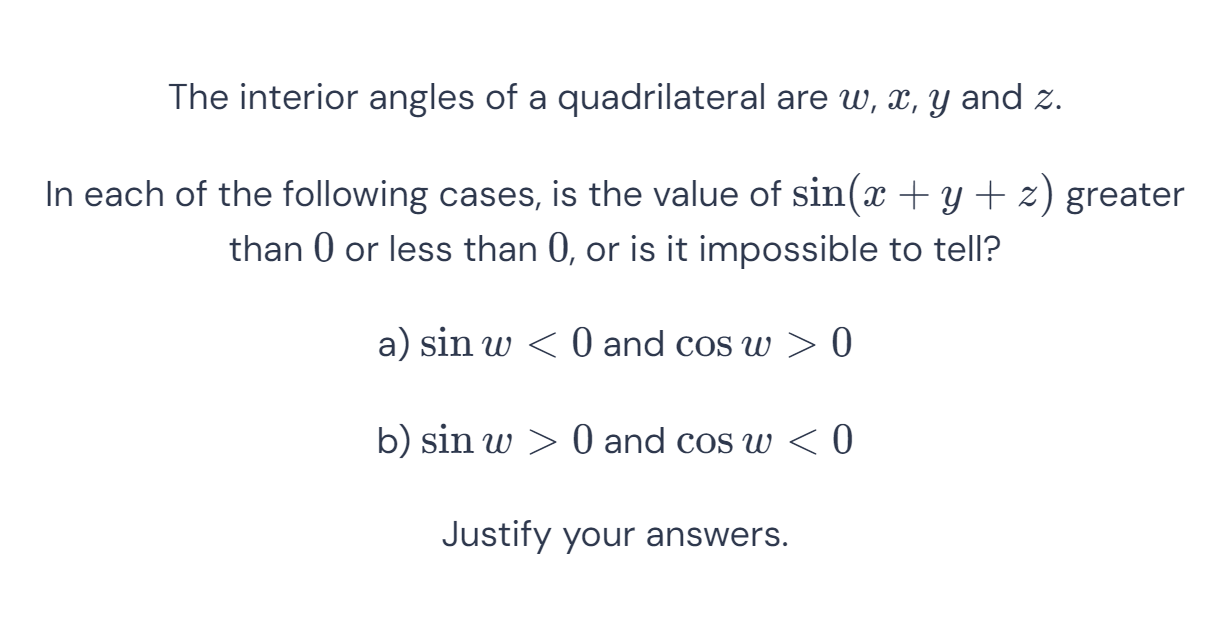 The interior angles of a quadrilateral are w, x, y and z.
In each of the following cases, is the value of sin(x + y + z) greater
than 0 or less than 0, or is it impossible to tell?
a) sin w < 0 and cos w > 0
b) sin w > 0 and cos w < 0
Justify your answers.